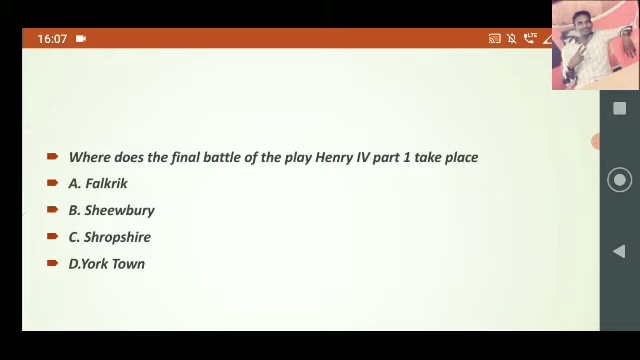 16:07
LTE
Where does the final battle of the play Henry IV part 1 take place
A. Falkrik
B. Sheewbury
C. Shropshire
D.York Town